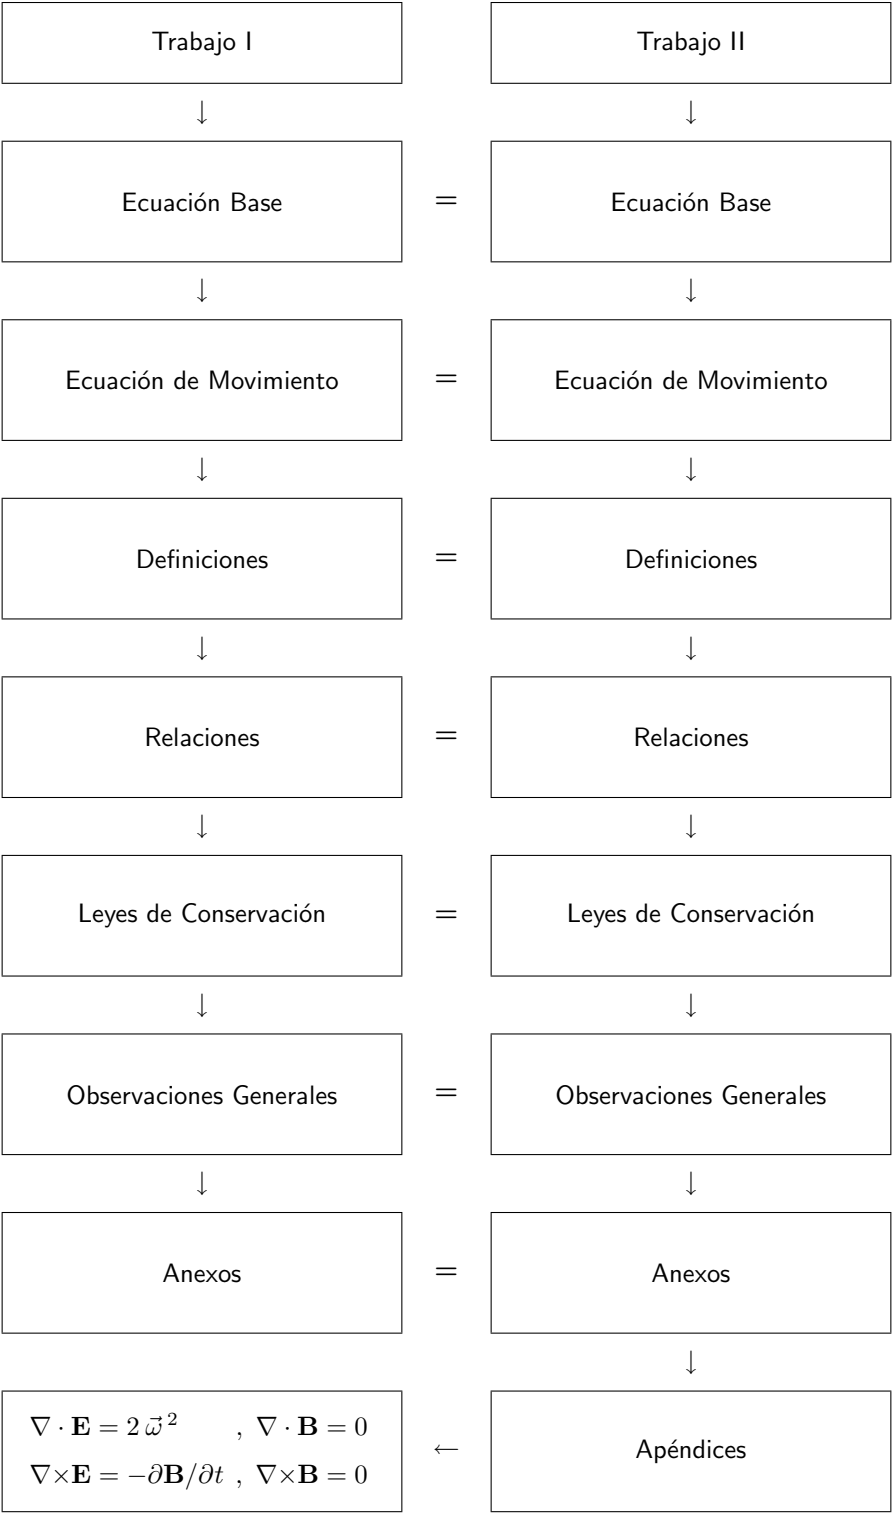 Trabajo I Trabajo II
↓ ↓
Ecuación Base = Ecuación Base
↓ ↓
Ecuación de Movimiento = Ecuación de Movimiento
↓ ↓
Definiciones = Definiciones
↓ ↓
Relaciones = Relaciones
↓ ↓
Leyes de Conservación = Leyes de Conservación
↓ ↓
Observaciones Generales = Observaciones Generales
↓ ↓
Anexos = Anexos
↓
∇ · E = 2 ω⃗ ² , ∇ · B = 0
∇×E = −∂B/∂t , ∇×B = 0
← Apéndices